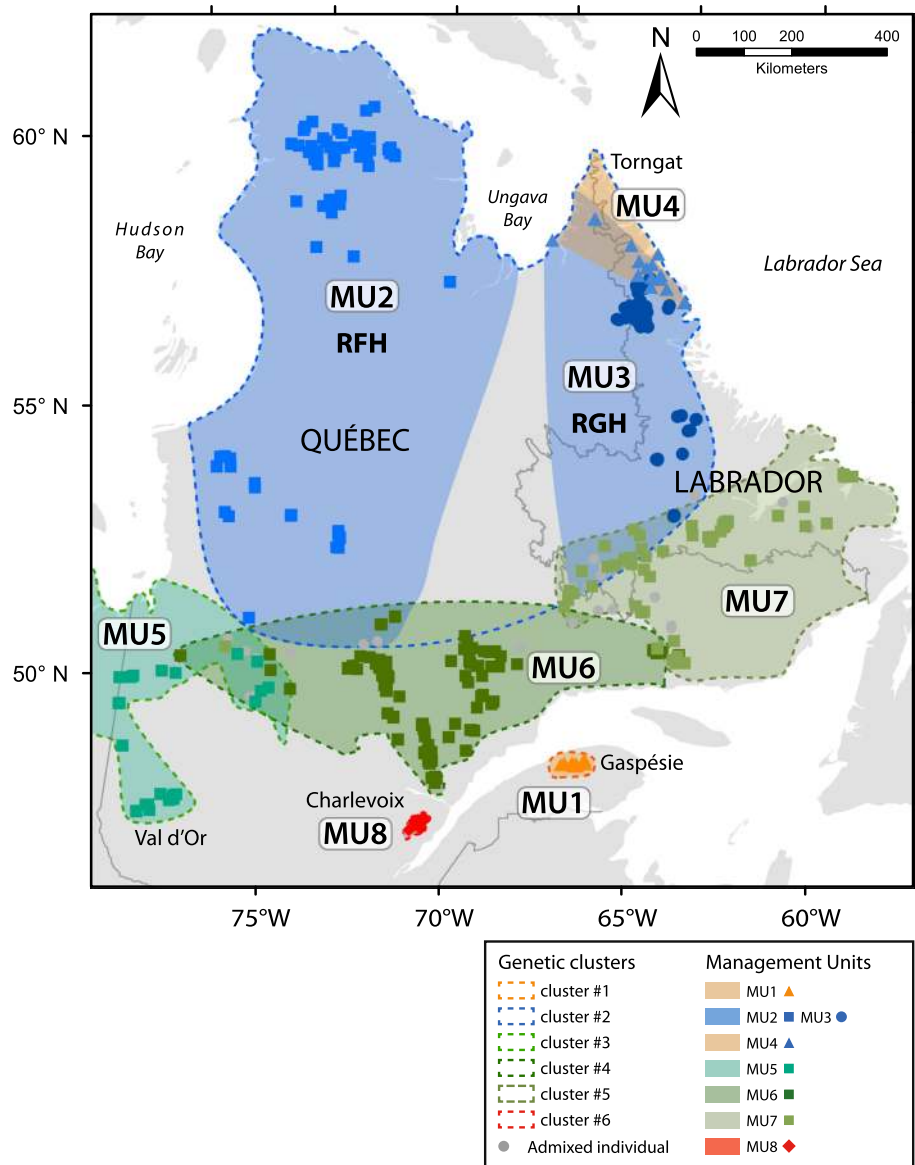 N
0 100 200 400
Kilometers
60° N
Torngat
MU4
Ungava
Bay
Hudson
Bay
Labrador Sea
MU2
RFH
MU3
RGH
55° N
QUÉBEC
LABRADOR
MU7
MU5
MU6
50° N
Gaspésie
MU1
Charlevoix
MU8
Val d'Or
75°W 70°W 65°W 60°W
Genetic clusters
cluster #1
cluster #2
cluster #3
cluster #4
cluster #5
cluster #6
Admixed individual
Management Units
MU1
MU2 MU3
MU4
MU5
MU6
MU7
MU8